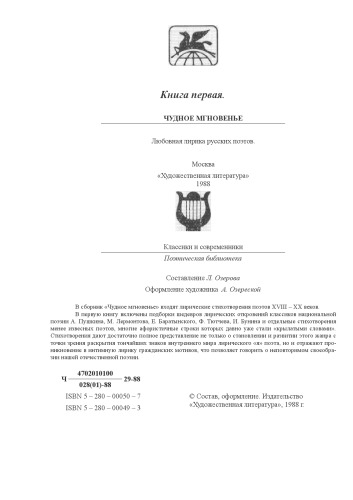 Книга первая.
ЧУДНОЕ МГНОВЕНЬЕ
Любовная лирика русских поэтов.
Москва
«Художественная литература»
1988
Классики и современники
Поэтическая библиотека
Составление Л. Озерова
Оформление художника А. Озерской
В сборник «Чудное мгновенье» входят лирические стихотворения поэтов XVIII – XX веков.
В первую книгу включены подборки шедевров лирических откровений классиков национальной
поэзии А. Пушкина, М. Лермонтова, Е. Баратынского, Ф. Тютчева, И. Бунина и отдельные стихотворения
менее известных поэтов, многие афористичные строки которых давно уже стали «крылатыми словами».
Стихотворения дают достаточно полное представление не только о становлении и развитии этого жанра с
точки зрения раскрытия тончайших тайн внутреннего мира лирического «я» поэта, но и отражают про-
никновение в интимную лирику гражданских мотивов, что позволяет говорить о неповторимом своеобра-
зии нашей отечественной поэзии.
4702010100
Ч 29-88
028(01)-88
ISBN 5 – 280 – 00050 – 7
ISBN 5 – 280 – 00049 – 3
© Состав, оформление. Издательство
«Художественная литература», 1988 г.